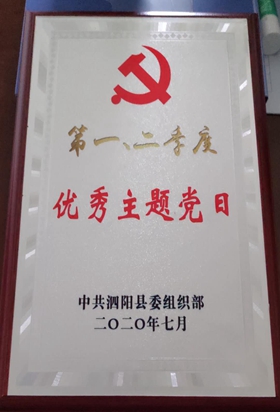 第一、二季度
优秀主题党日
中共泗阳县委组织部
二〇二〇年七月